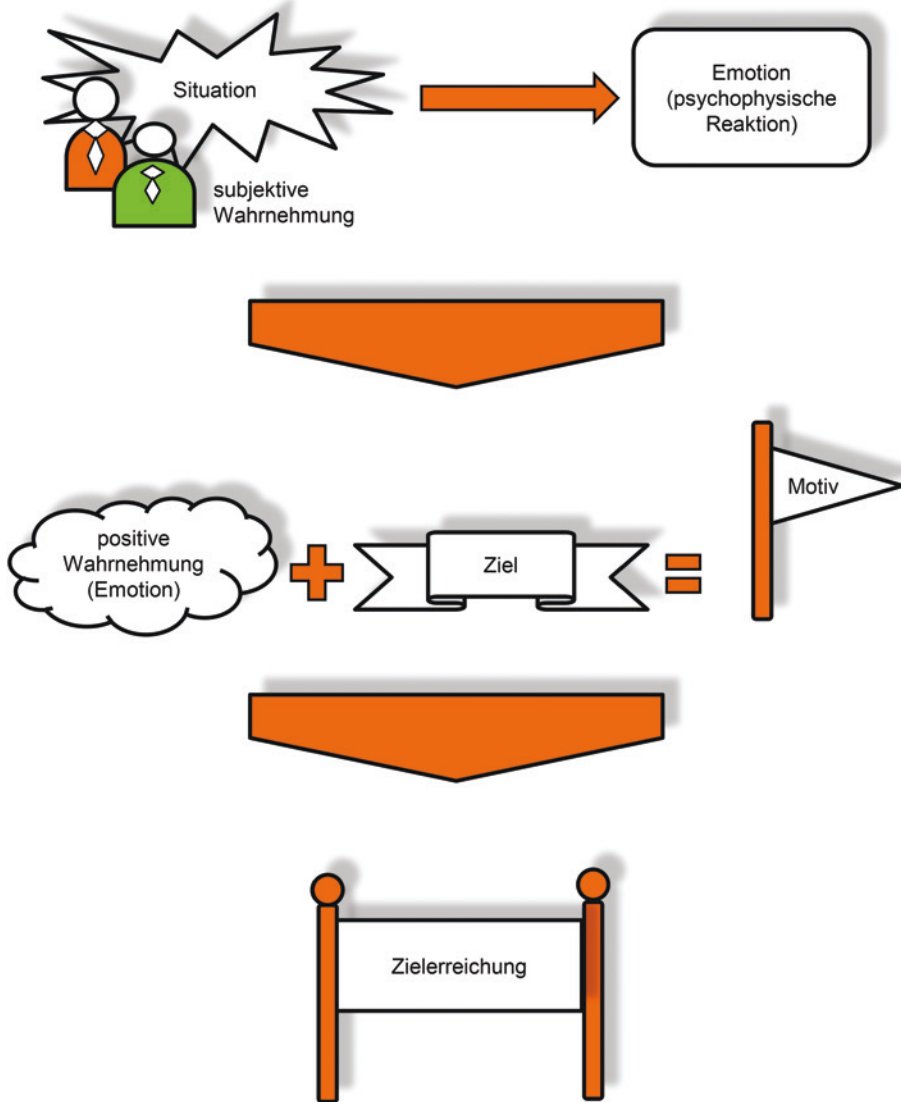 Situation
Emotion
(psychophysische
Reaktion)
subjektive
Wahrnehmung
positive
Wahrnehmung
(Emotion)
Ziel
Motiv
Zielerreichung